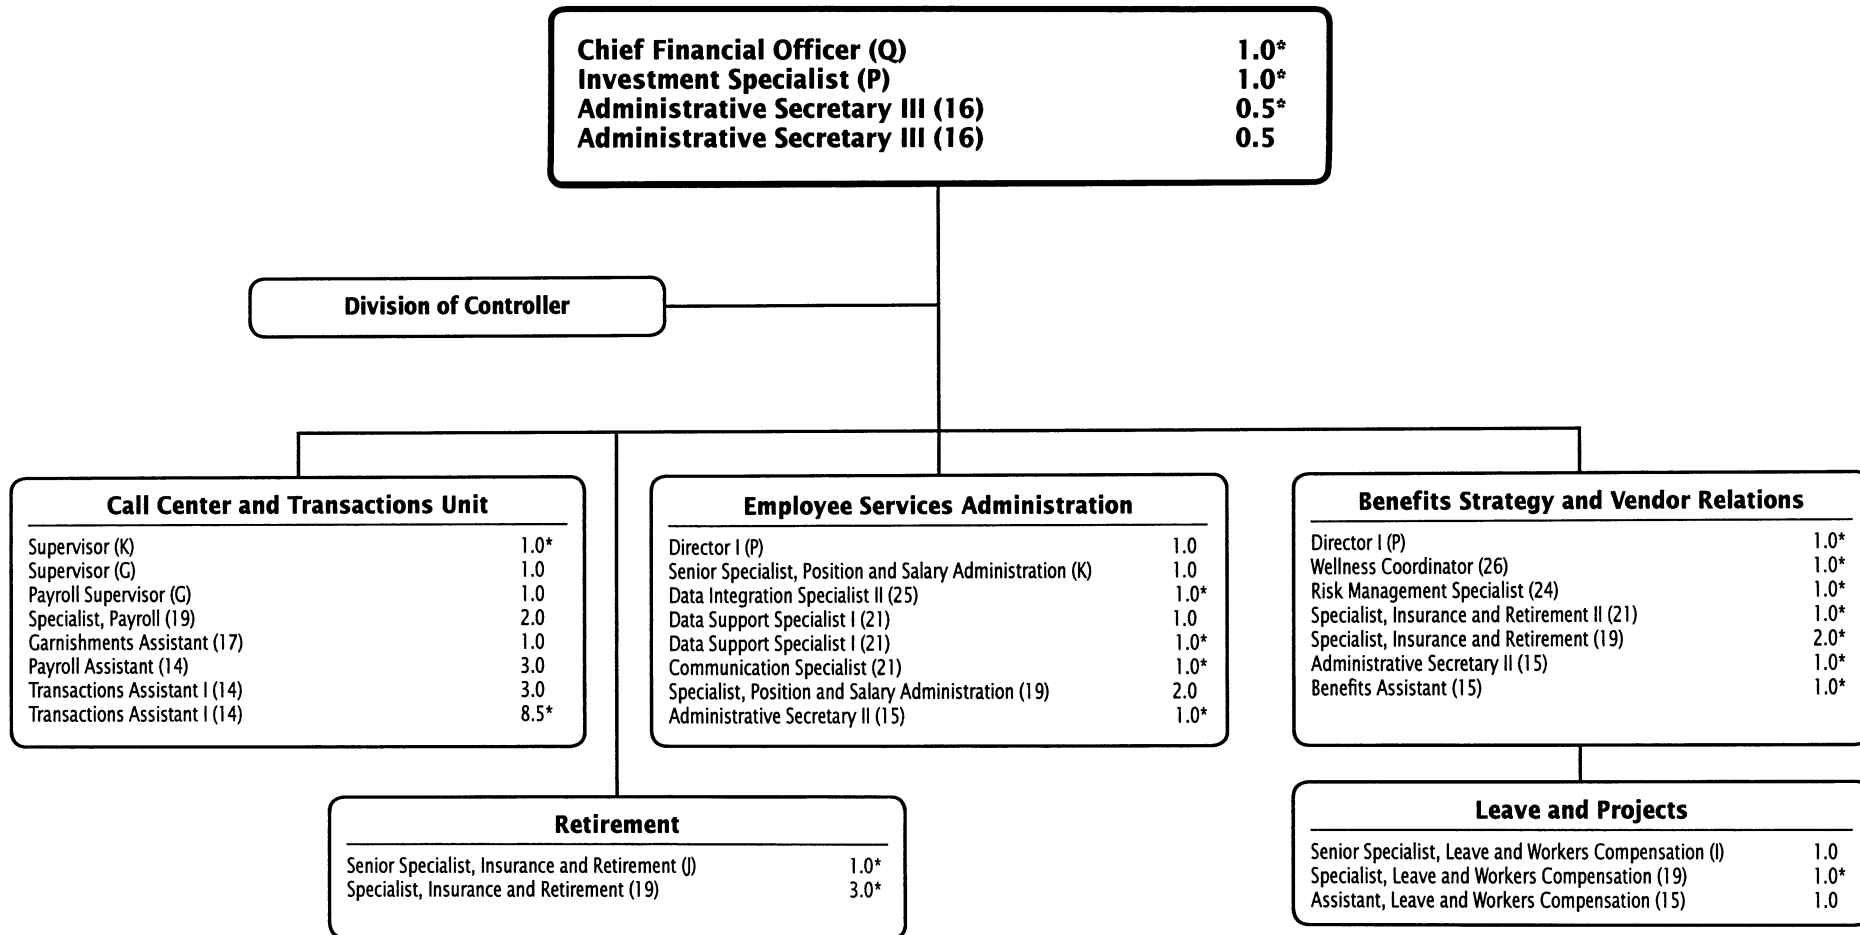 Chief Financial Officer (Q) 1.0*
Investment Specialist (P) 1.0*
Administrative Secretary III (16) 0.5*
Administrative Secretary III (16) 0.5
Division of Controller
Call Center and Transactions Unit
Supervisor (K) 1.0*
Supervisor (G) 1.0
Payroll Supervisor (G) 1.0
Specialist, Payroll (19) 2.0
Garnishments Assistant (17) 1.0
Payroll Assistant (14) 3.0
Transactions Assistant I (14) 3.0
Transactions Assistant I (14) 8.5*
Employee Services Administration
Director I (P) 1.0
Senior Specialist, Position and Salary Administration (K) 1.0
Data Integration Specialist II (25) 1.0*
Data Support Specialist I (21) 1.0
Data Support Specialist I (21) 1.0*
Communication Specialist (21) 1.0*
Specialist, Position and Salary Administration (19) 2.0
Administrative Secretary II (15) 1.0*
Benefits Strategy and Vendor Relations
Director I (P) 1.0*
Wellness Coordinator (26) 1.0*
Risk Management Specialist (24) 1.0*
Specialist, Insurance and Retirement II (21) 1.0*
Specialist, Insurance and Retirement (19) 2.0*
Administrative Secretary II (15) 1.0*
Benefits Assistant (15) 1.0*
Retirement
Senior Specialist, Insurance and Retirement (J) 1.0*
Specialist, Insurance and Retirement (19) 3.0*
Leave and Projects
Senior Specialist, Leave and Workers Compensation (I) 1.0
Specialist, Leave and Workers Compensation (19) 1.0*
Assistant, Leave and Workers Compensation (15) 1.0